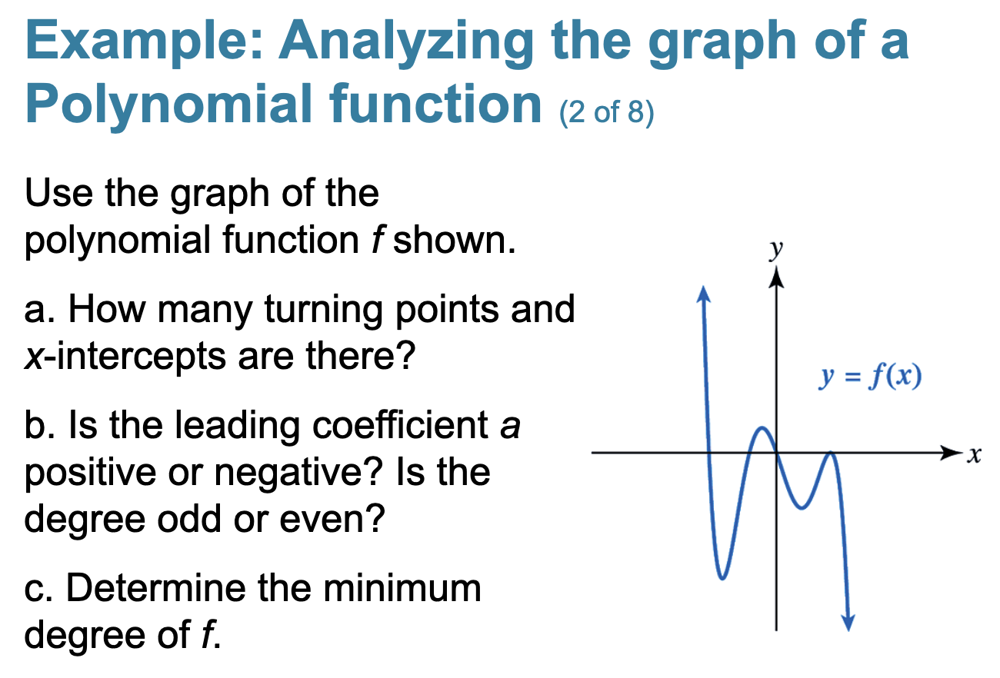 Example: Analyzing the graph of a
Polynomial function (2 of 8)
Use the graph of the
polynomial function f shown.
a. How many turning points and
x-intercepts are there?
b. Is the leading coefficient a
positive or negative? Is the
degree odd or even?
c. Determine the minimum
degree of f.
y
y = f(x)
x